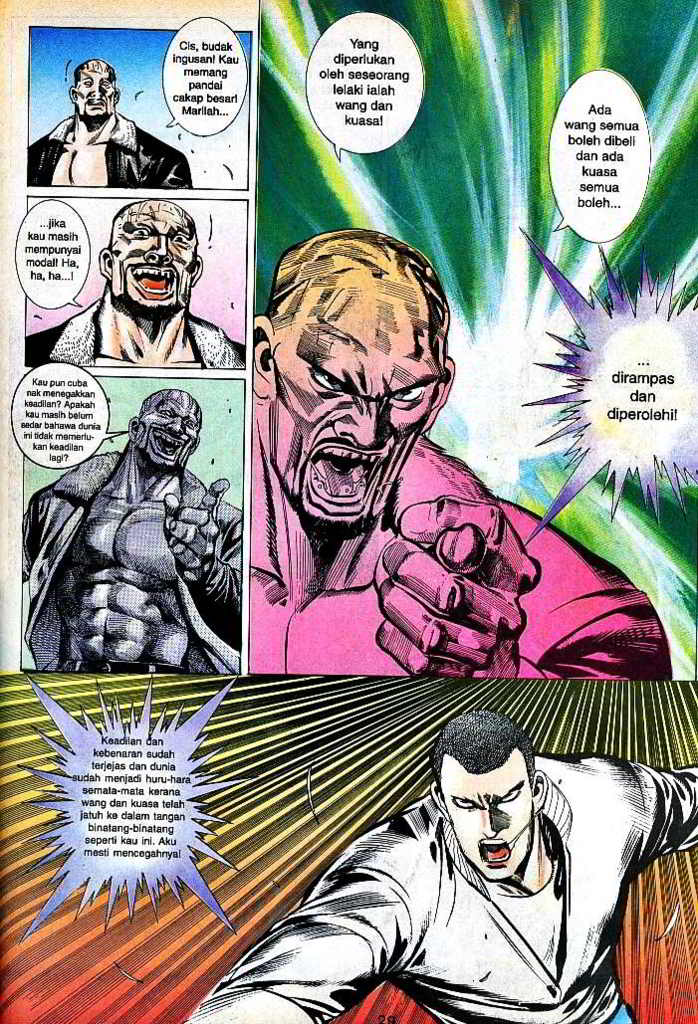 Cis, budak
ingusan! Kau
memang
pandai
cakap besar!
Marilah...
...jika
kau masih
mempunyai
modal! Ha,
ha, ha...!
Kau pun cuba
nak menegakkan
keadilan? Apakah
kau masih belum
sedar bahawa dunia
ini tidak memerlu-
kan keadilan
lagi?
Yang
diperlukan
oleh seseorang
lelaki ialah
wang dan
kuasa!
Ada
wang semua
boleh dibeli
dan ada
kuasa
semua
boleh...
...
dirampas
dan
diperolehi!
Keadilan dan
kebenaran sudah
terjejas dan dunia
sudah menjadi huru-hara
semata-mata kerana
wang dan kuasa telah
jatuh ke dalam tangan
binatang-binatang
seperti kau ini. Aku
mesti mencegahnya!
29